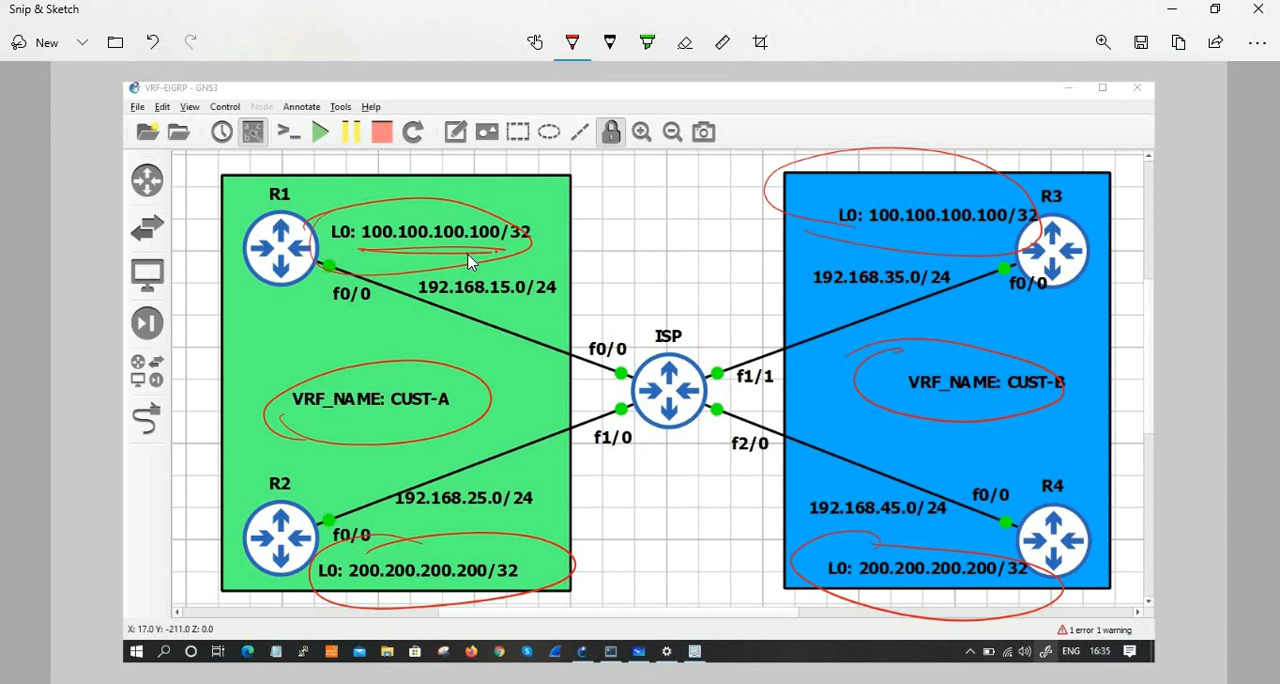 Snip & Sketch
New
VRF-EIGRP - GNS3
File Edit View Control Node Annotate Tools Help
R1
L0: 100.100.100.100/32
f0/0
192.168.15.0/24
R3
L0: 100.100.100.100/32
192.168.35.0/24
f0/0
ISP
f0/0
f1/1
f1/0
f2/0
VRF_NAME: CUST-A
VRF_NAME: CUST-B
R2
192.168.25.0/24
f0/0
L0: 200.200.200.200/32
R4
f0/0
192.168.45.0/24
L0: 200.200.200.200/32
X: 17.0 Y: -211.0 Z: 0.0
1 error 1 warning
ENG 16:35